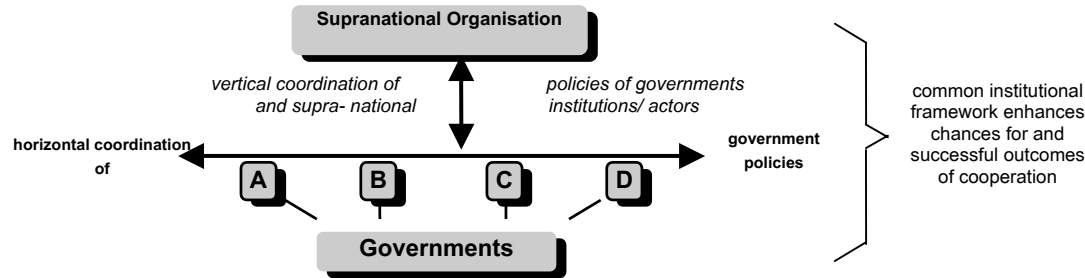 Supranational Organisation
vertical coordination of policies of governments
and supra- national institutions/ actors
horizontal coordination
of
government
policies
A B C D
Governments
common institutional
framework enhances
chances for and
successful outcomes
of cooperation